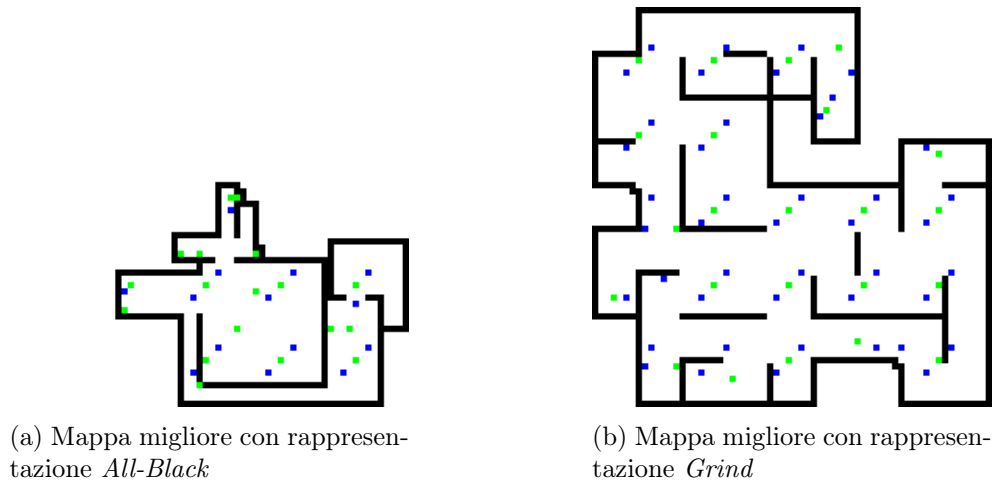 (a) Mappa migliore con rappresen-
tazione All-Black
(b) Mappa migliore con rappresen-
tazione Grind